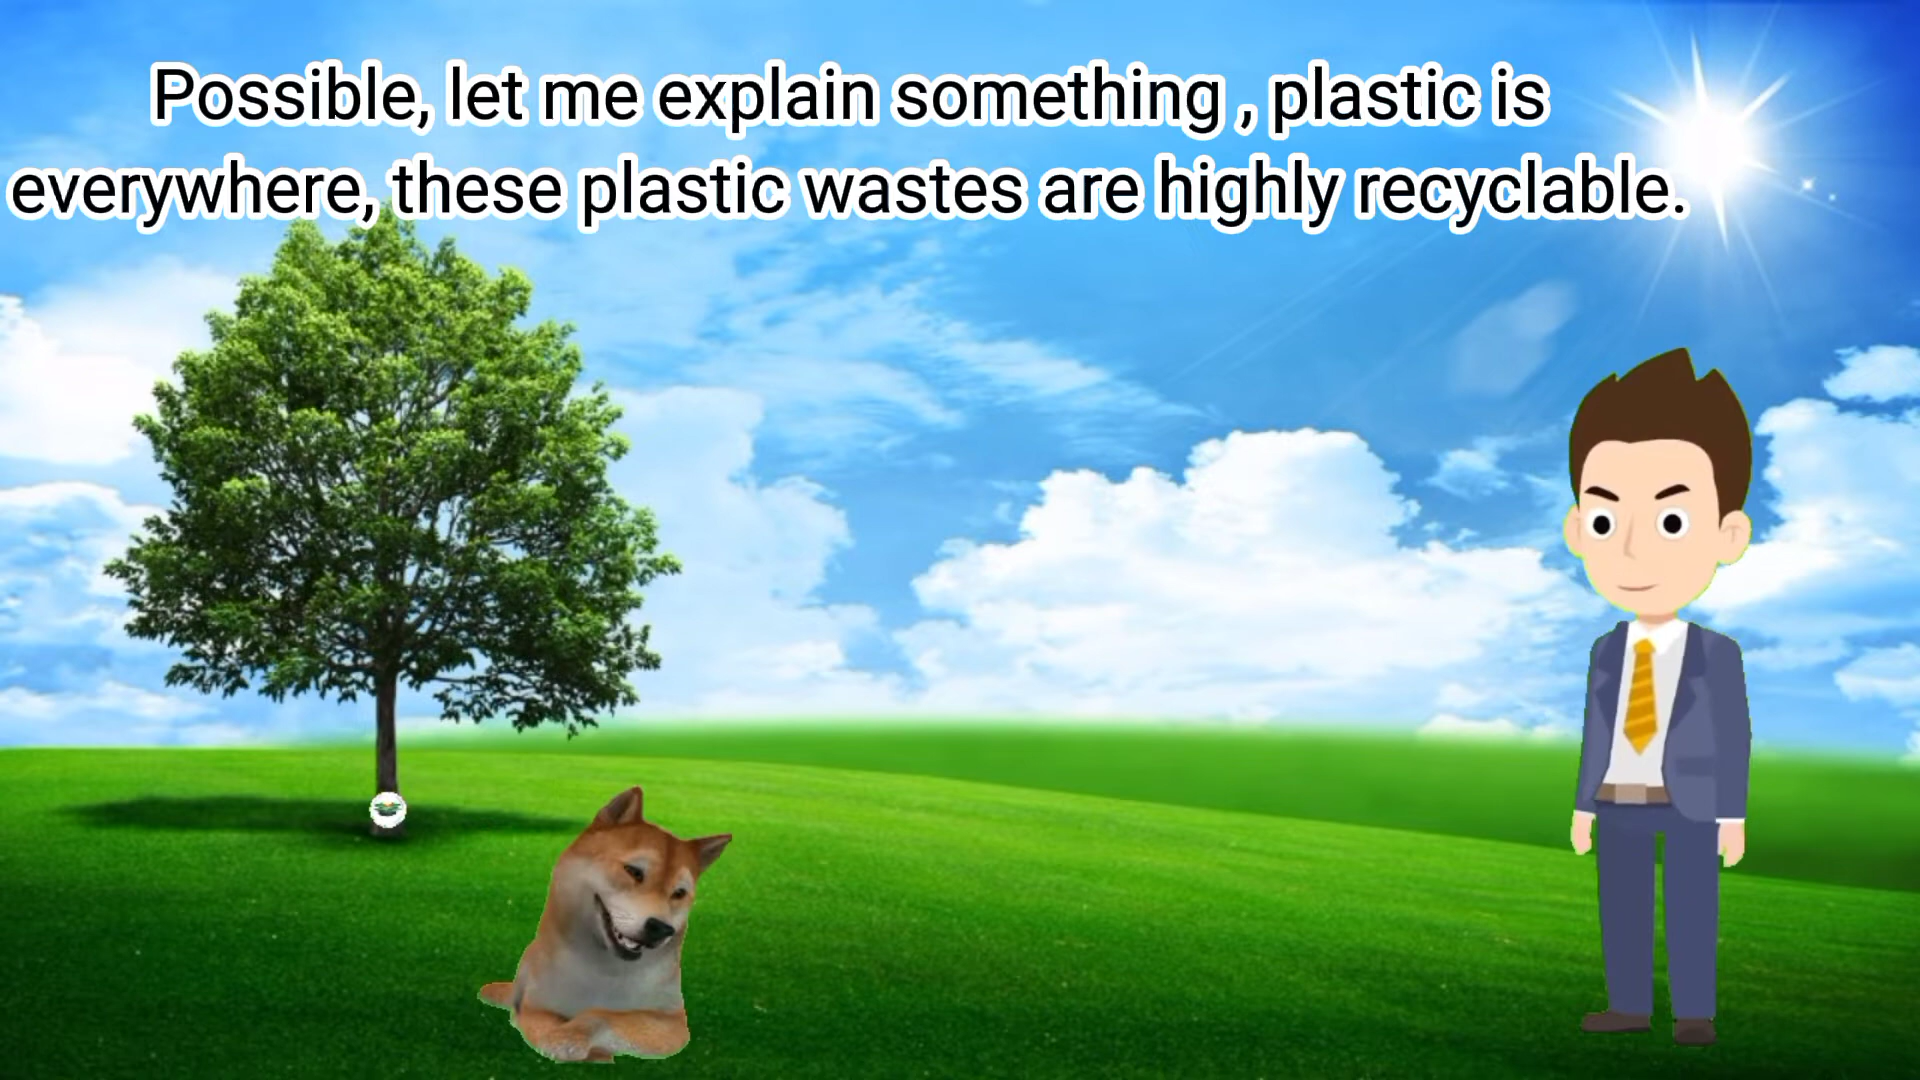 Possible, let me explain something , plastic is
everywhere, these plastic wastes are highly recyclable.